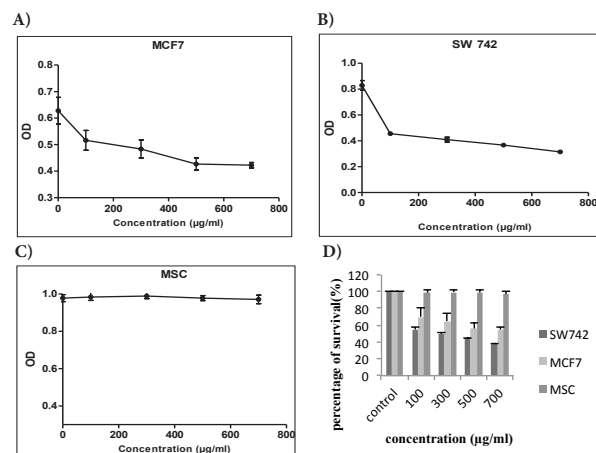 A)
MCF7
0.8
0.7
0.6
0.5
0.4
0.3
OD
0 200 400 600 800
Concentration (µg/ml)
B)
SW 742
1.0
0.8
0.6
0.4
0.2
0.0
OD
0 200 400 600 800
Concentration (µg/ml)
C)
MSC
1.0
0.8
0.6
0.4
OD
0 200 400 600 800
Concentration (µg/ml)
D)
120
100
80
60
40
20
0
percentage of survival(%)
control 100 300 500 700
concentration (µg/ml)
SW742
MCF7
MSC